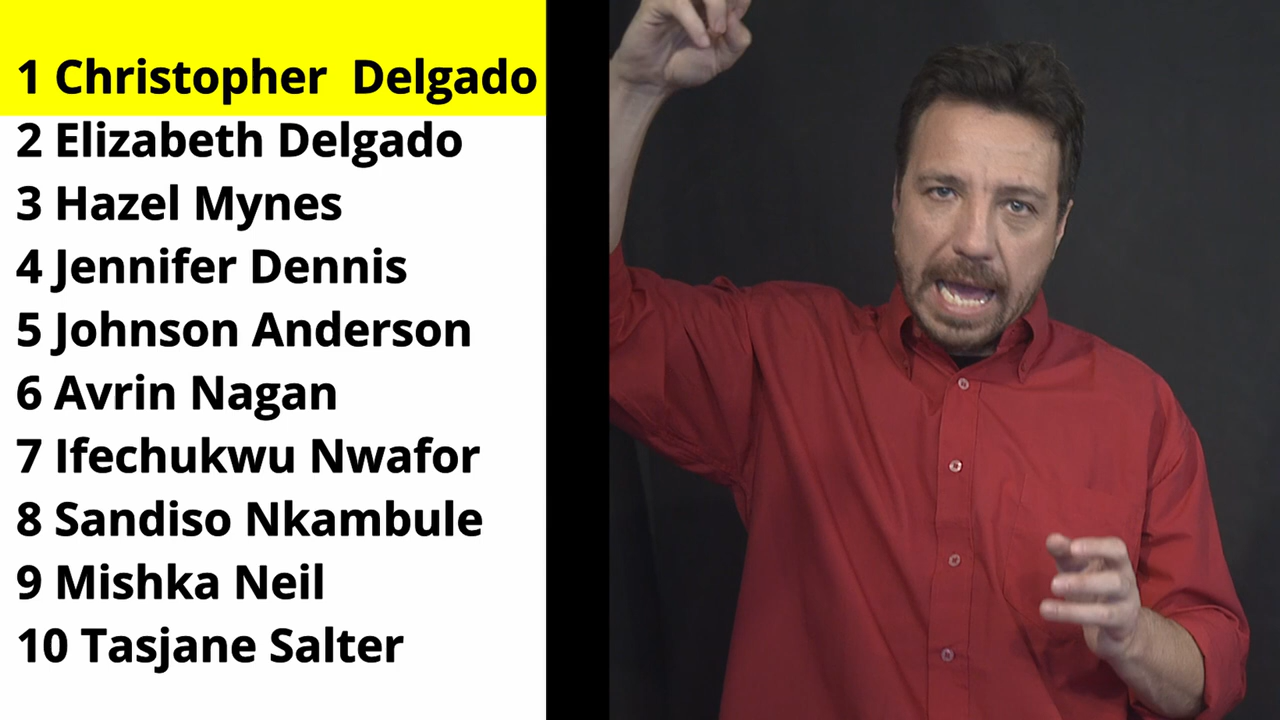 1 Christopher  Delgado
2 Elizabeth Delgado
3 Hazel Mynes
4 Jennifer Dennis
5 Johnson Anderson
6 Avrin Nagan
7 Ifechukwu Nwafor
8 Sandiso Nkambule
9 Mishka Neil
10 Tasjane Salter